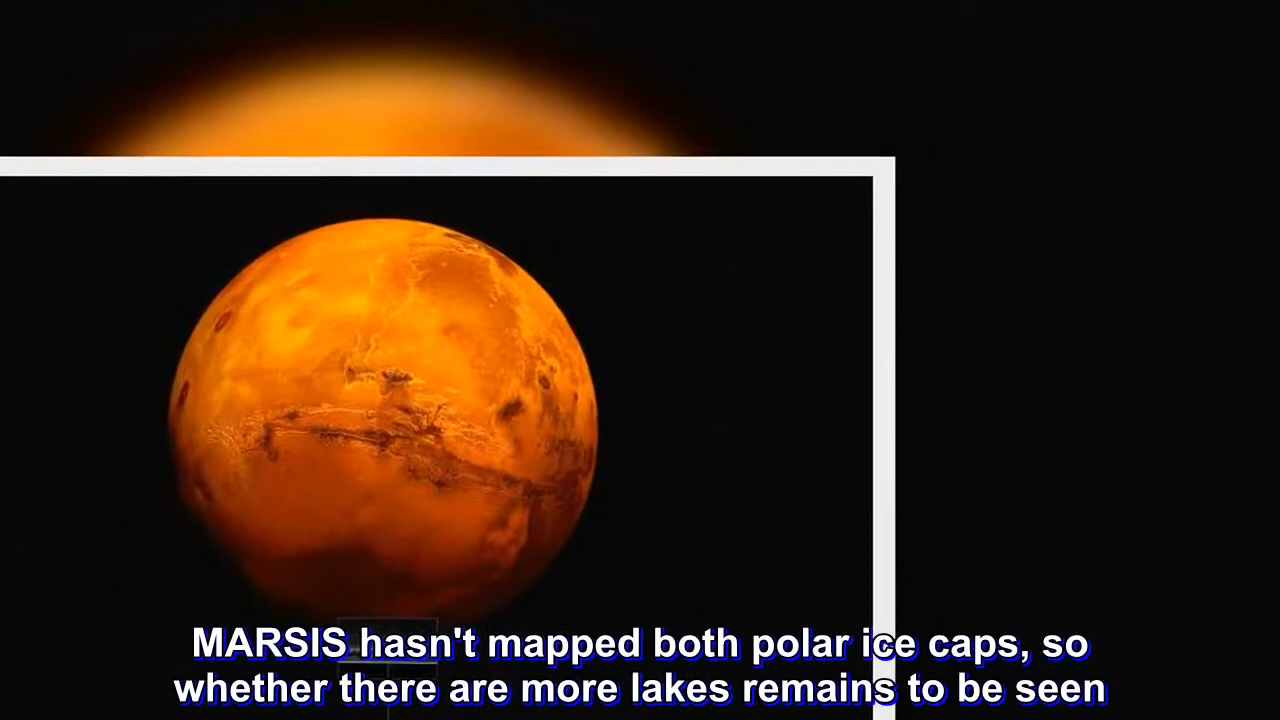 MARSIS hasn't mapped both polar ice caps, so
whether there are more lakes remains to be seen